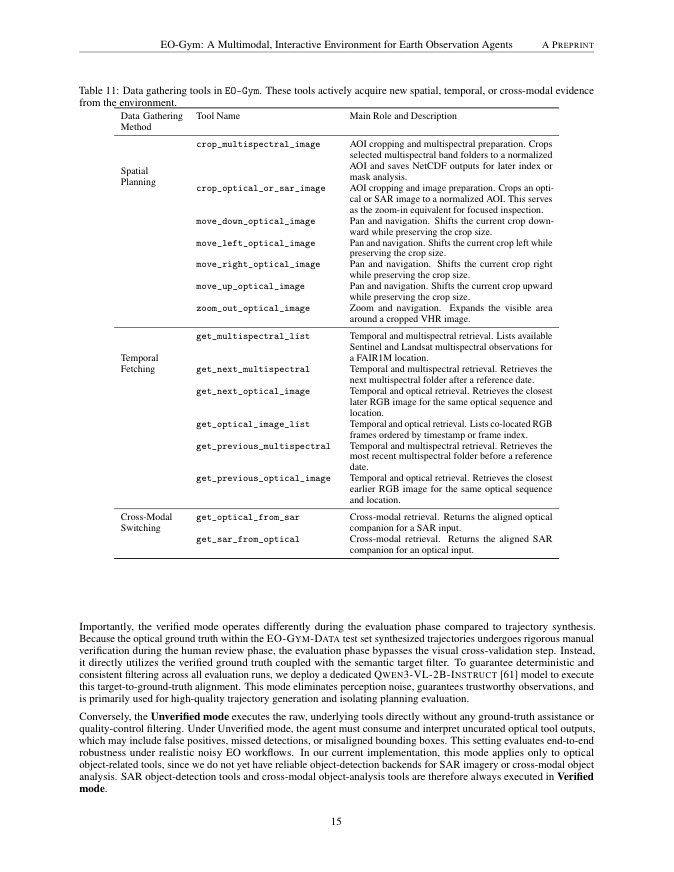 EO-Gym: A Multimodal, Interactive Environment for Earth Observation Agents A PREPRINT
Table 11: Data gathering tools in EO-Gym. These tools actively acquire new spatial, temporal, or cross-modal evidence
from the environment.
Data Gathering Tool Name Main Role and Description
Method
crop_multispectral_image AOI cropping and multispectral preparation. Crops
selected multispectral band folders to a normalized
Spatial AOI and saves NetCDF outputs for later index or
Planning mask analysis.
crop_optical_or_sar_image AOI cropping and image preparation. Crops an opti-
cal or SAR image to a normalized AOI. This serves
as the zoom-in equivalent for focused inspection.
move_down_optical_image Pan and navigation. Shifts the current crop down-
ward while preserving the crop size.
move_left_optical_image Pan and navigation. Shifts the current crop left while
preserving the crop size.
move_right_optical_image Pan and navigation. Shifts the current crop right
while preserving the crop size.
move_up_optical_image Pan and navigation. Shifts the current crop upward
while preserving the crop size.
zoom_out_optical_image Zoom and navigation. Expands the visible area
around a cropped VHR image.
get_multispectral_list Temporal and multispectral retrieval. Lists available
Sentinel and Landsat multispectral observations for
Temporal a FAIR1M location.
Fetching get_next_multispectral Temporal and multispectral retrieval. Retrieves the
next multispectral folder after a reference date.
get_next_optical_image Temporal and optical retrieval. Retrieves the closest
later RGB image for the same optical sequence and
location.
get_optical_image_list Temporal and optical retrieval. Lists co-located RGB
frames ordered by timestamp or frame index.
get_previous_multispectral Temporal and multispectral retrieval. Retrieves the
most recent multispectral folder before a reference
date.
get_previous_optical_image Temporal and optical retrieval. Retrieves the closest
earlier RGB image for the same optical sequence
and location.
Cross-Modal get_optical_from_sar Cross-modal retrieval. Returns the aligned optical
Switching companion for a SAR input.
get_sar_from_optical Cross-modal retrieval. Returns the aligned SAR
companion for an optical input.
Importantly, the verified mode operates differently during the evaluation phase compared to trajectory synthesis.
Because the optical ground truth within the EO-GYM-DATA test set synthesized trajectories undergoes rigorous manual
verification during the human review phase, the evaluation phase bypasses the visual cross-validation step. Instead,
it directly utilizes the verified ground truth coupled with the semantic target filter. To guarantee deterministic and
consistent filtering across all evaluation runs, we deploy a dedicated QWEN3-VL-2B-INSTRUCT [61] model to execute
this target-to-ground-truth alignment. This mode eliminates perception noise, guarantees trustworthy observations, and
is primarily used for high-quality trajectory generation and isolating planning evaluation.
Conversely, the Unverified mode executes the raw, underlying tools directly without any ground-truth assistance or
quality-control filtering. Under Unverified mode, the agent must consume and interpret uncurated optical tool outputs,
which may include false positives, missed detections, or misaligned bounding boxes. This setting evaluates end-to-end
robustness under realistic noisy EO workflows. In our current implementation, this mode applies only to optical
object-related tools, since we do not yet have reliable object-detection backends for SAR imagery or cross-modal object
analysis. SAR object-detection tools and cross-modal object-analysis tools are therefore always executed in Verified
mode.
15